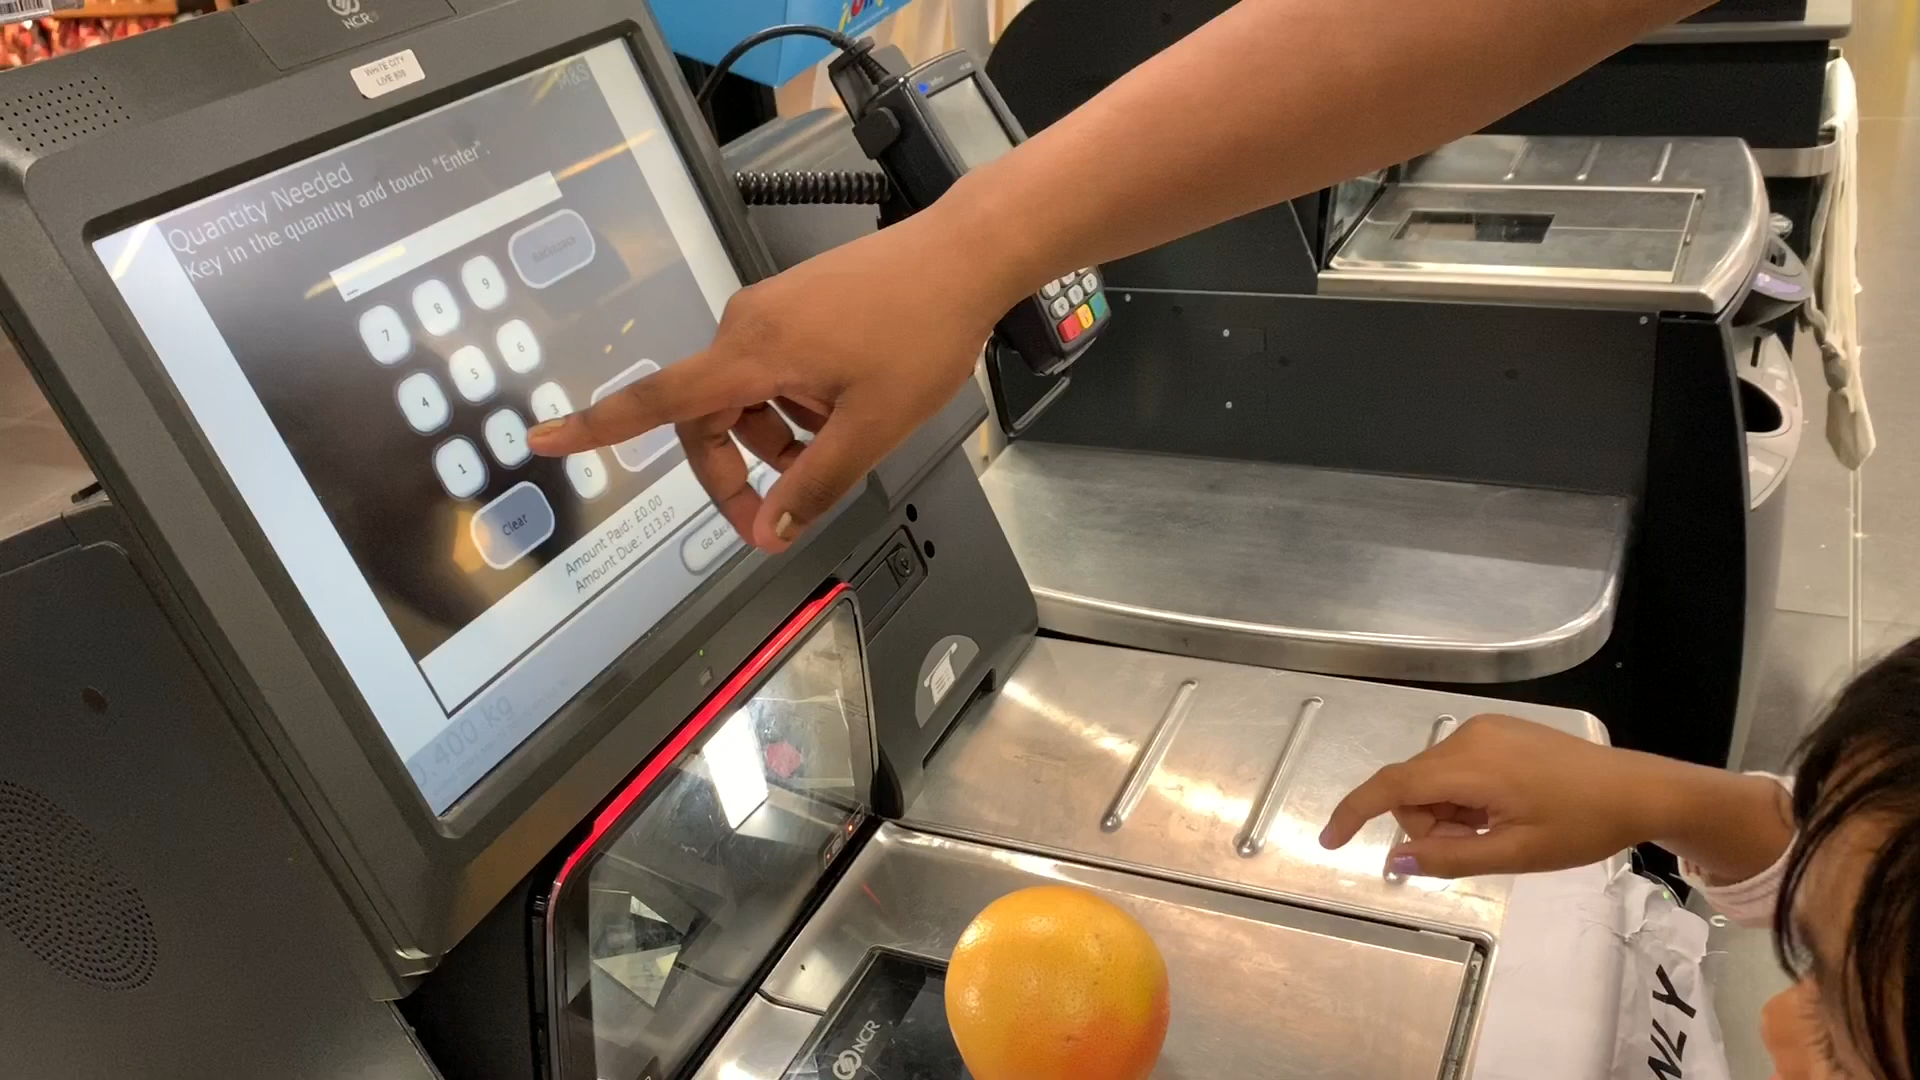 NCR
WHITE CITY
LIVE 808
M&S
Quantity Needed
Key in the quantity and touch "Enter".
7 8 9 Backspace
4 5 6
1 2 3
0
Clear
Amount Paid: £0.00
Amount Due: £13.87
Go Back
0.400 kg
NCR
NLY